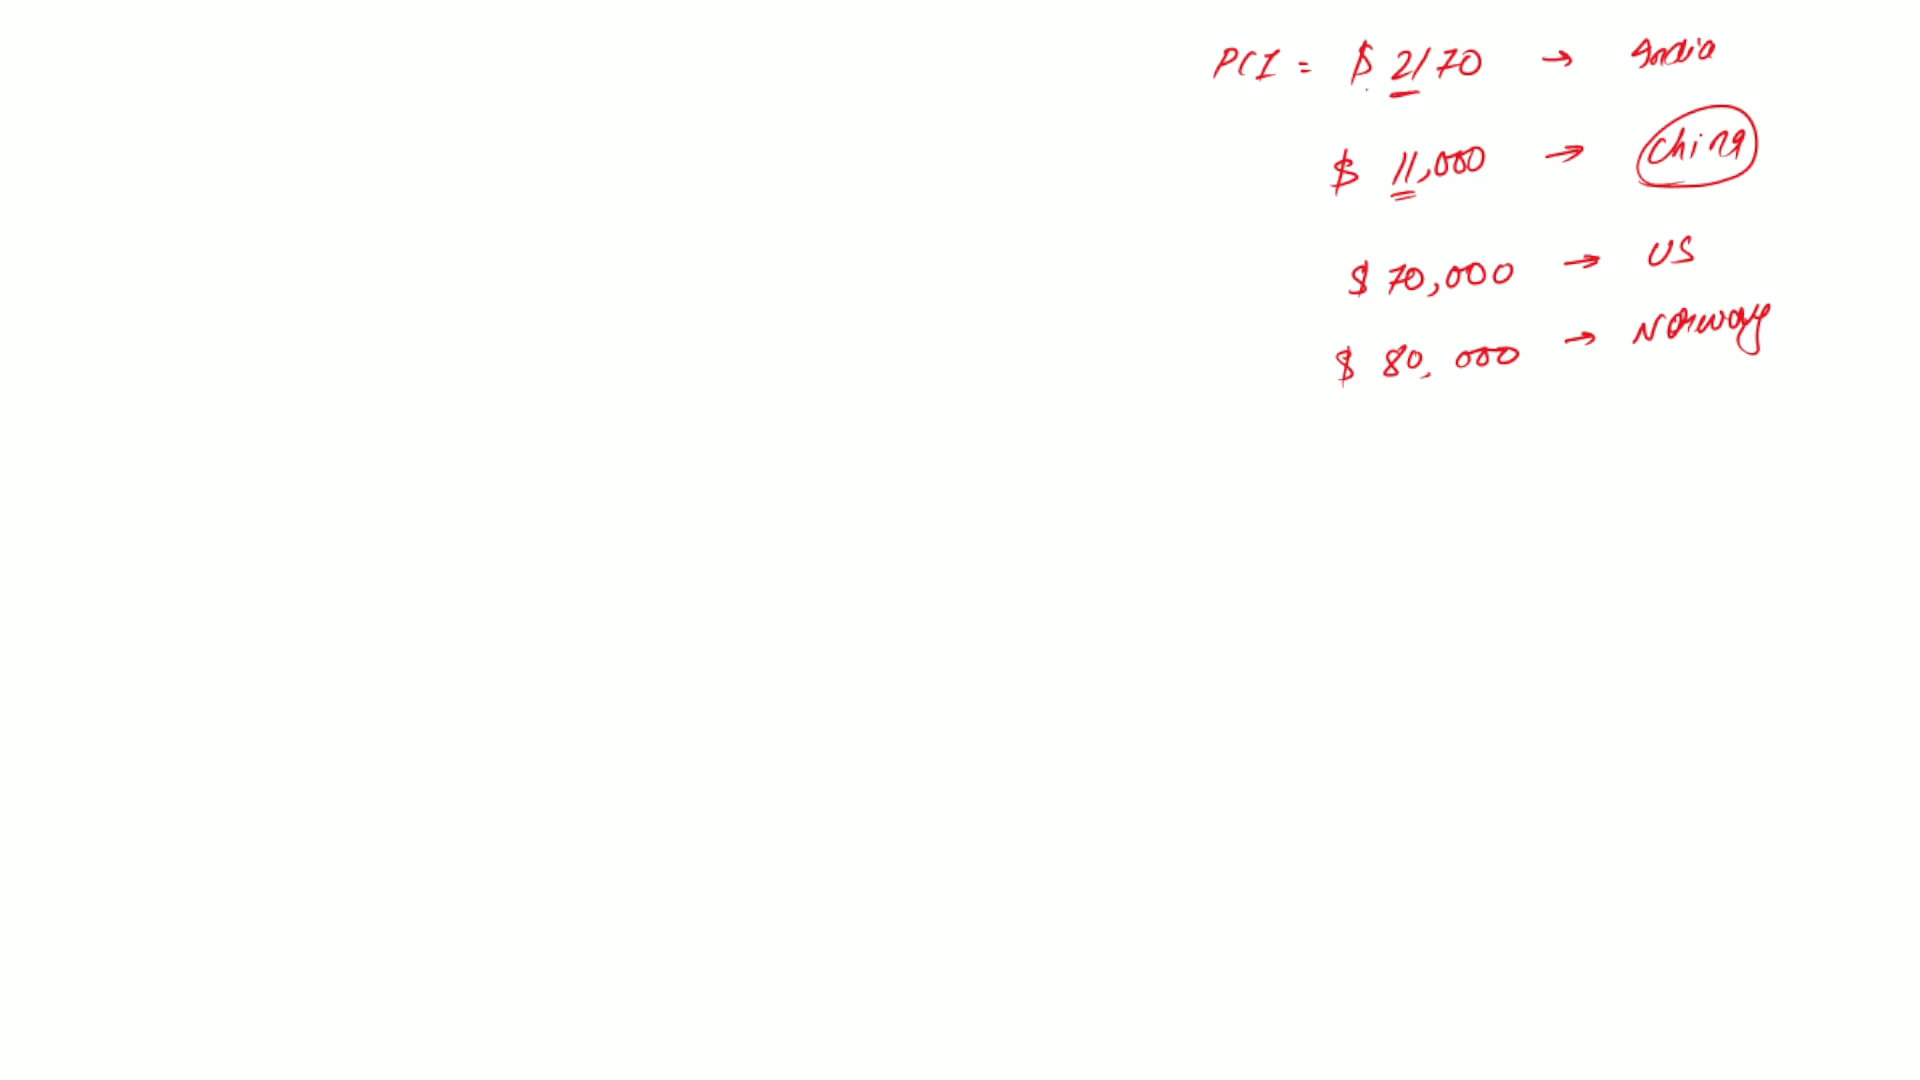 PCI = $ 2170 → India
$ 11,000 → China
$ 70,000 → US
$ 80,000 → Norway